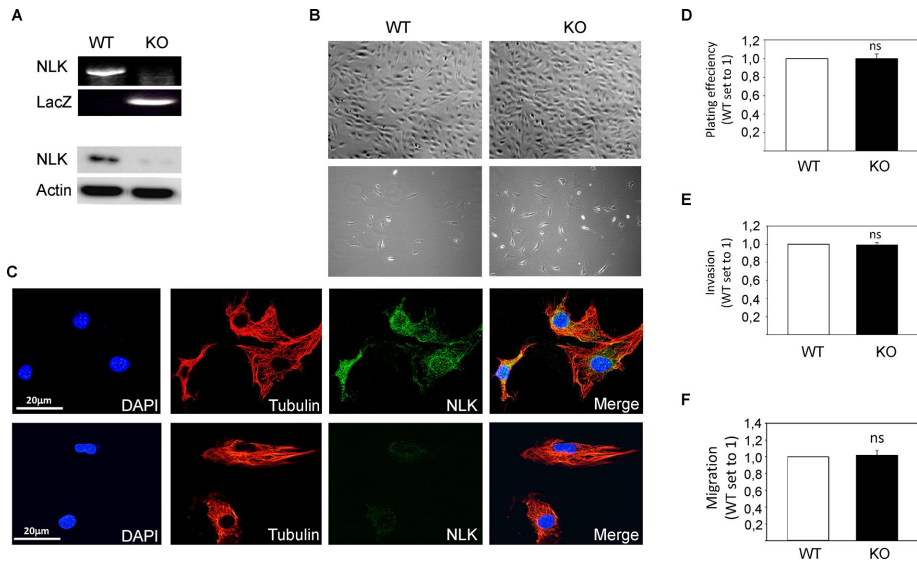 A
WT KO
NLK
LacZ
NLK
Actin
B
WT KO
C
20µm
DAPI
Tubulin
NLK
Merge
20µm
DAPI
Tubulin
NLK
Merge
D
Plating effeciency
(WT set to 1)
1,2
1,0
0,8
0,6
0,4
0,2
ns
WT KO
E
Invasion
(WT set to 1)
1,2
1,0
0,8
0,6
0,4
0,2
ns
WT KO
F
Migration
(WT set to 1)
1,4
1,2
1,0
0,8
0,6
0,4
0,2
ns
WT KO